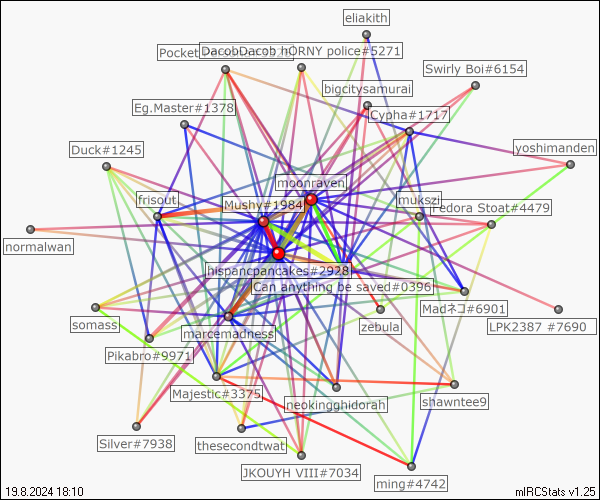 eliakith
Pocket
DacobDacob_hORNY police#5271
Swirly Boi#6154
bigcitysamurai
Eg.Master#1378
Cypha#1717
Duck#1245
yoshimanden
moonraven
frisout
Mushy#1984
mukszi
Fedora Stoat#4479
normalwan
hispancpancakes#2928
Can anything be saved#0396
Madネコ#6901
somass
marcemadness
zebula
LPK2387 #7690
Pikabro#9971
Majestic#3375
neokingghidorah
shawntee9
Silver#7938
thesecondtwat
JKOUYH VIII#7034
ming#4742
19.8.2024 18:10
mIRCStats v1.25